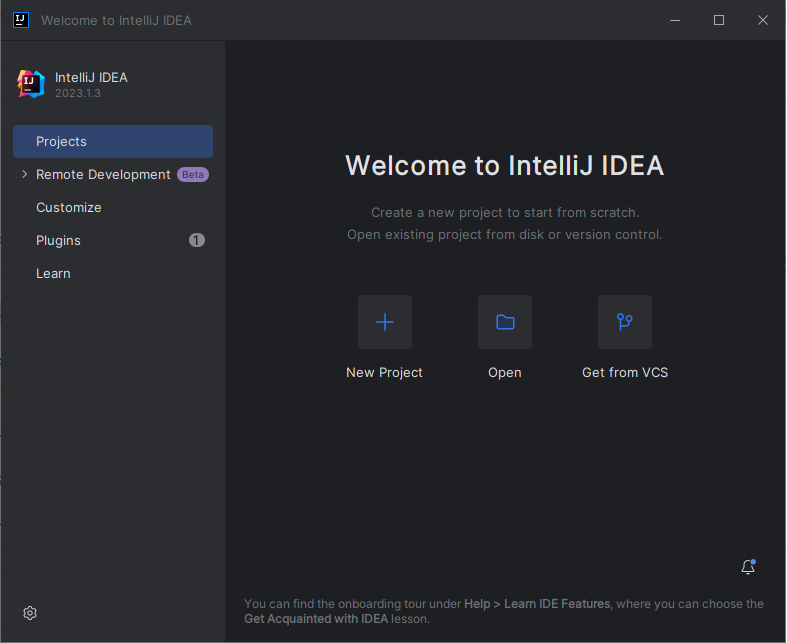 Welcome to IntelliJ IDEA
IntelliJ IDEA
2023.1.3
Projects
Remote Development Beta
Customize
Plugins 1
Learn
Welcome to IntelliJ IDEA
Create a new project to start from scratch.
Open existing project from disk or version control.
New Project
Open
Get from VCS
You can find the onboarding tour under Help > Learn IDE Features, where you can choose the
Get Acquainted with IDEA lesson.